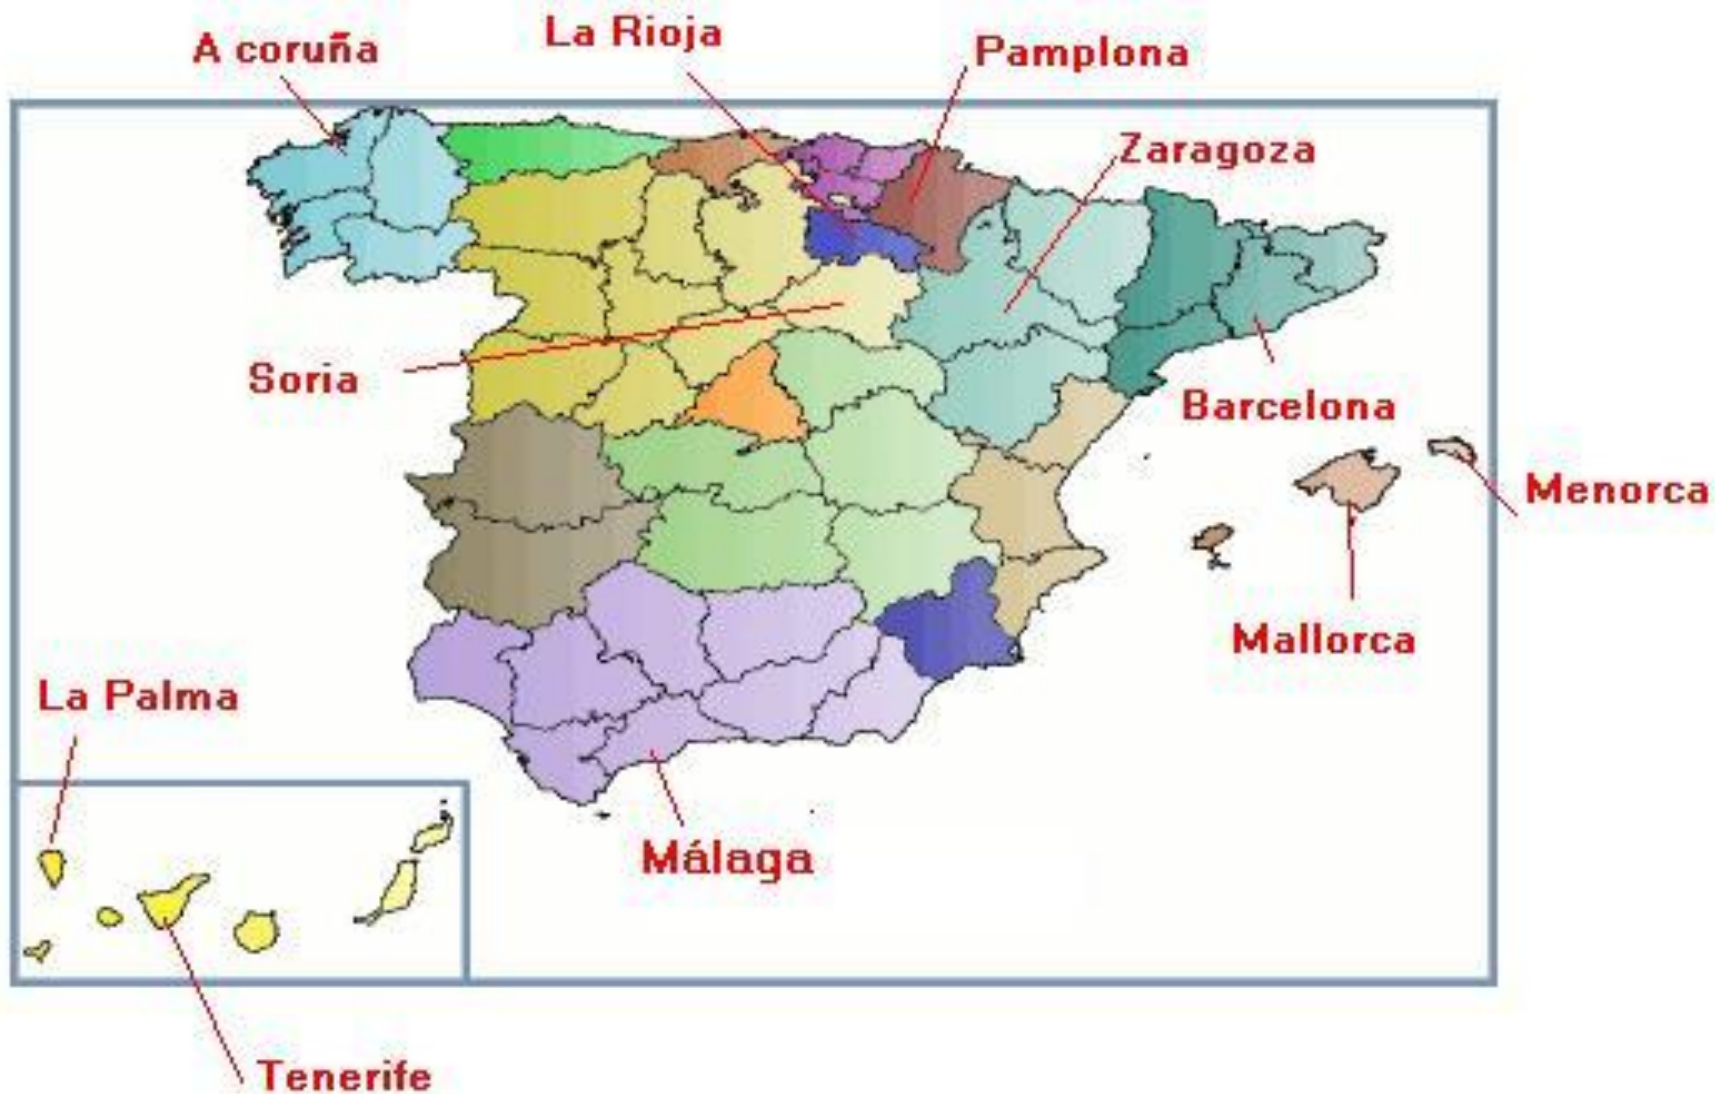 La Rioja
A coruña
Pamplona
Zaragoza
Soria
Barcelona
Menorca
Mallorca
La Palma
Málaga
Tenerife